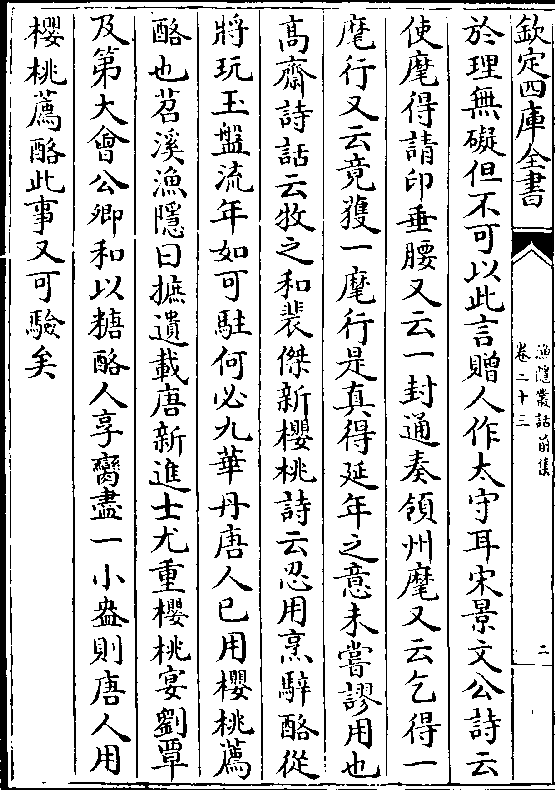 欽定四庫全書
漁隱叢話前集
卷二十三
二
於理無礙但不可以此言贈人作太守耳宋景文公詩云
使麾得請印垂腰又云一封通奏領州麾又云乞得一
麾行又云竟獲一麾行是真得延年之意未嘗謬用也
高齋詩話云牧之和裴傑新櫻桃詩云忍用烹騂酪從
將玩玉盤流年如可駐何必九華丹唐人已用櫻桃薦
酪也苕溪漁隱曰摭遺載唐新進士尤重櫻桃宴劉覃
及第大會公卿和以糖酪人享蠻盡一小盎則唐人用
櫻桃薦酪此事又可驗矣